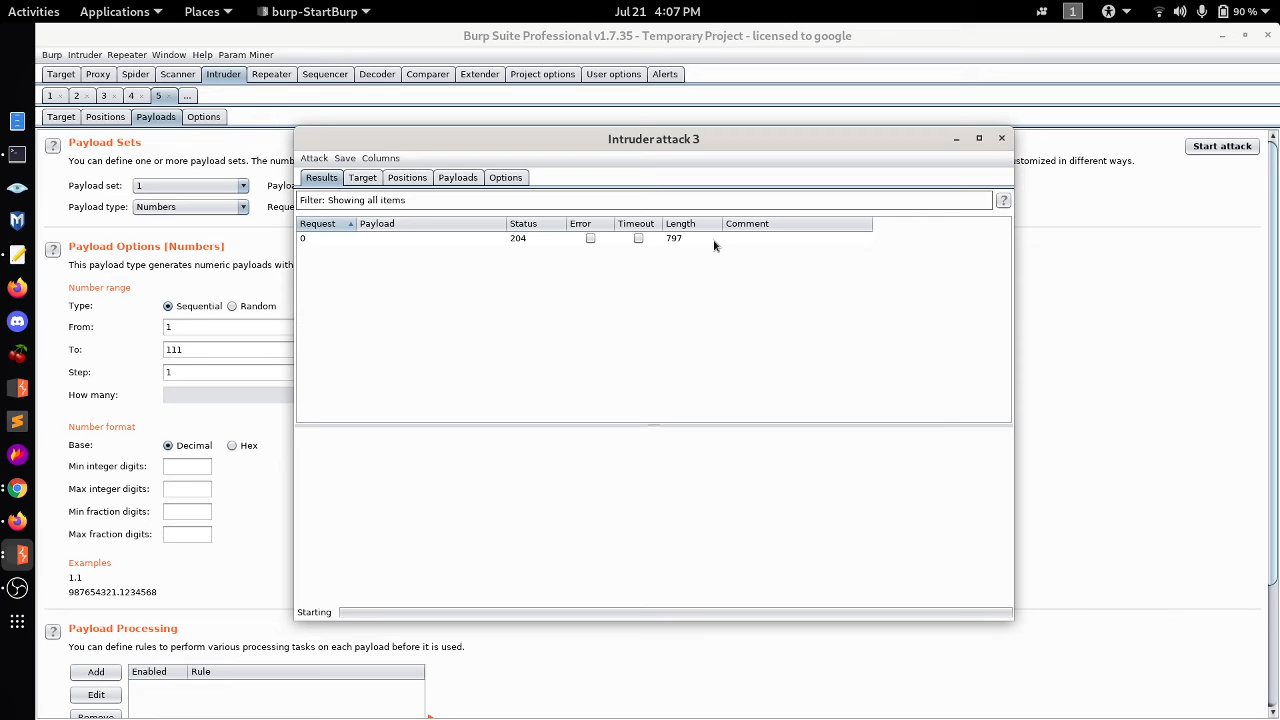 Activities Applications Places burp-StartBurp Jul 21 4:07 PM 1 90 %
Burp Suite Professional v1.7.35 - Temporary Project - licensed to google
Burp Intruder Repeater Window Help Param Miner
Target Proxy Spider Scanner Intruder Repeater Sequencer Decoder Comparer Extender Project options User options Alerts
1 × 2 × 3 × 4 × 5 × ...
Target Positions Payloads Options
? Payload Sets
Start attack
You can define one or more payload sets. The num
ustomized in different ways.
Payload set: 1 Paylo
Payload type: Numbers Reque
? Payload Options [Numbers]
This payload type generates numeric payloads with
Number range
Type: Sequential Random
From: 1
To: 111
Step: 1
How many:
Number format
Base: Decimal Hex
Min integer digits:
Max integer digits:
Min fraction digits:
Max fraction digits:
Examples
1.1
987654321.1234568
? Payload Processing
You can define rules to perform various processing tasks on each payload before it is used.
Add Enabled Rule
Edit
Remove
Intruder attack 3
Attack Save Columns
Results Target Positions Payloads Options
Filter: Showing all items ?
Request Payload Status Error Timeout Length Comment
0 204 797
Starting